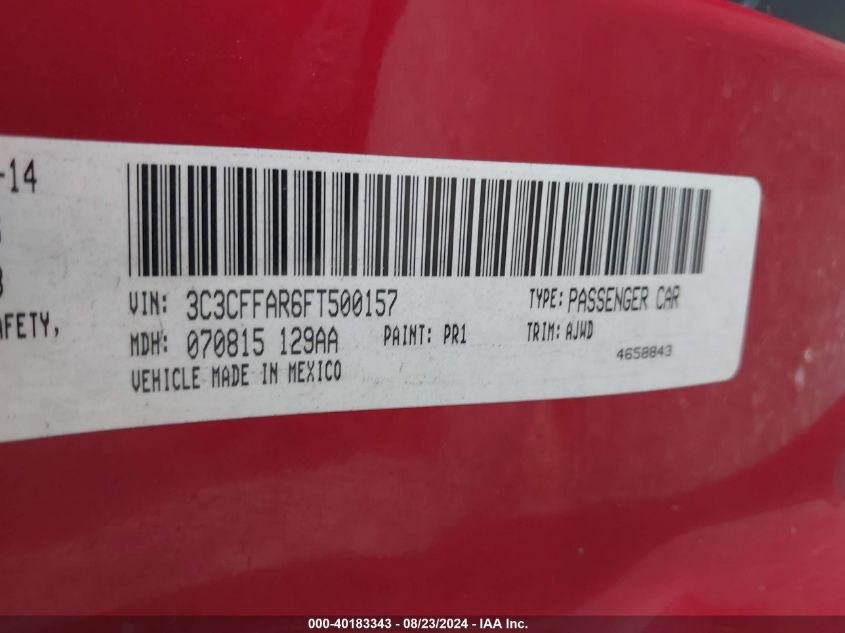 -14
VIN: 3C3CFFAR6FT500157 TYPE: PASSENGER CAR
AFETY,
MDH: 070815 129AA PAINT: PR1 TRIM: AJWD
4658843
VEHICLE MADE IN MEXICO
000-40183343 - 08/23/2024 - IAA Inc.